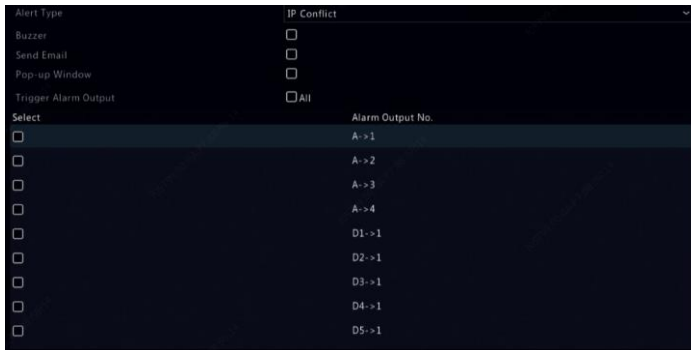 Alert Type IP Conflict
Buzzer
Send Email
Pop-up Window
Trigger Alarm Output All
Select Alarm Output No.
A->1
A->2
A->3
A->4
D1->1
D2->1
D3->1
D4->1
D5->1